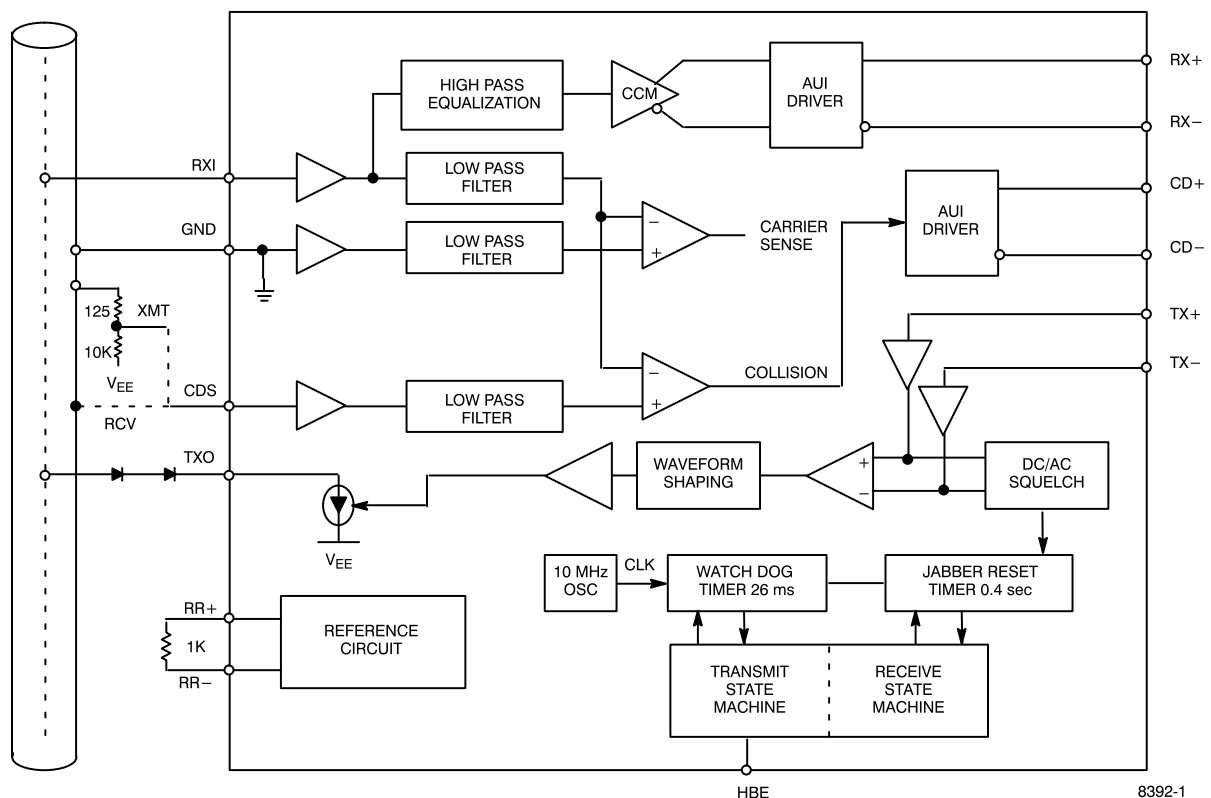 HIGH PASS
EQUALIZATION
CCM
AUI
DRIVER
RX+
RX−
RXI
LOW PASS
FILTER
CD+
AUI
DRIVER
GND
LOW PASS
FILTER
−
+
CARRIER
SENSE
CD−
125
XMT
10K
VEE
TX+
TX−
CDS
RCV
LOW PASS
FILTER
−
+
COLLISION
TXO
VEE
WAVEFORM
SHAPING
+
−
DC/AC
SQUELCH
10 MHz
OSC
CLK
WATCH DOG
TIMER 26 ms
JABBER RESET
TIMER 0.4 sec
RR+
1K
RR−
REFERENCE
CIRCUIT
TRANSMIT
STATE
MACHINE
RECEIVE
STATE
MACHINE
HBE
8392-1